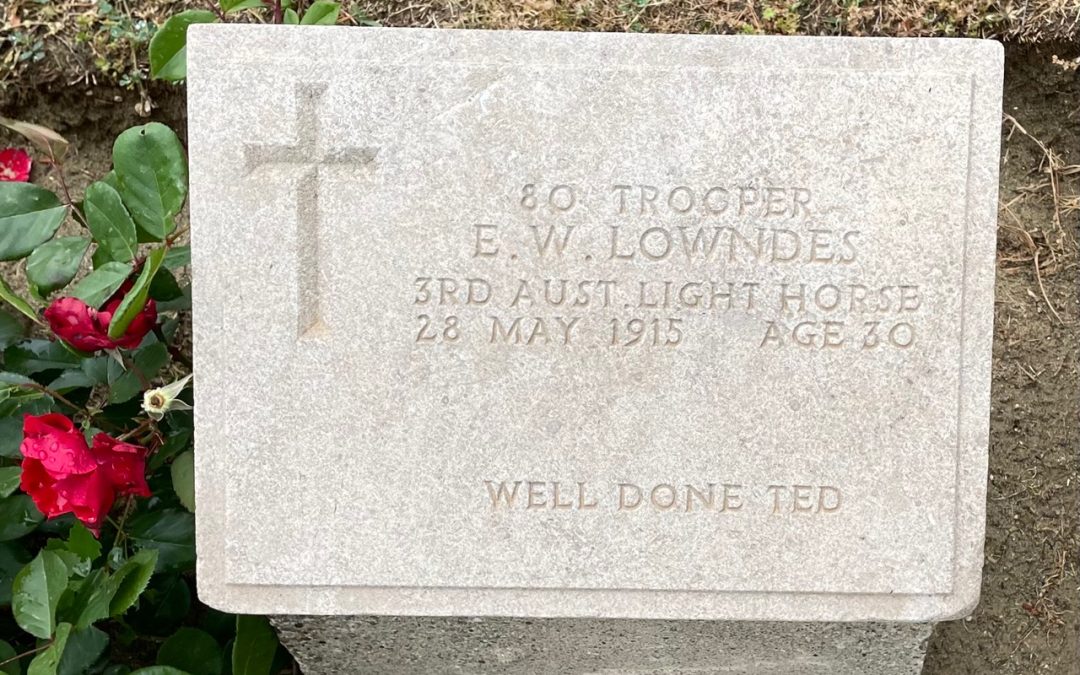 80 TROOPER
E. W. LOWNDES
3RD AUST. LIGHT HORSE
28 MAY 1915 AGE 30
WELL DONE TED